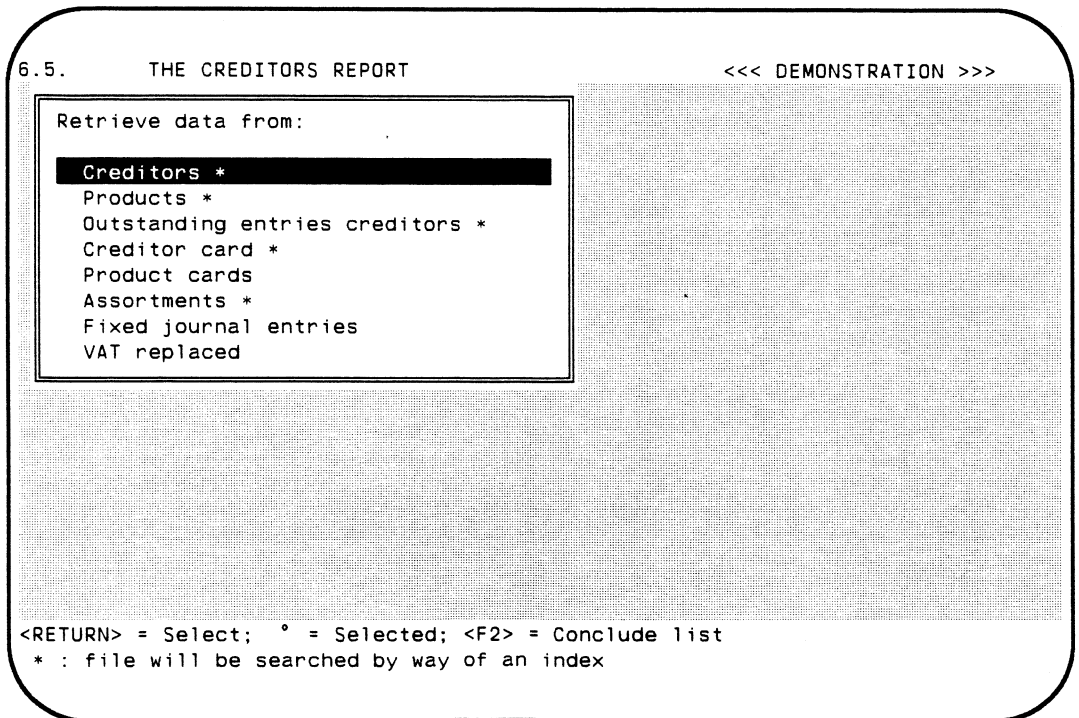 6.5. THE CREDITORS REPORT <<< DEMONSTRATION >>>
Retrieve data from:
Creditors *
Products *
Outstanding entries creditors *
Creditor card *
Product cards
Assortments *
Fixed journal entries
VAT replaced
<RETURN> = Select; ° = Selected; <F2> = Conclude list
* : file will be searched by way of an index